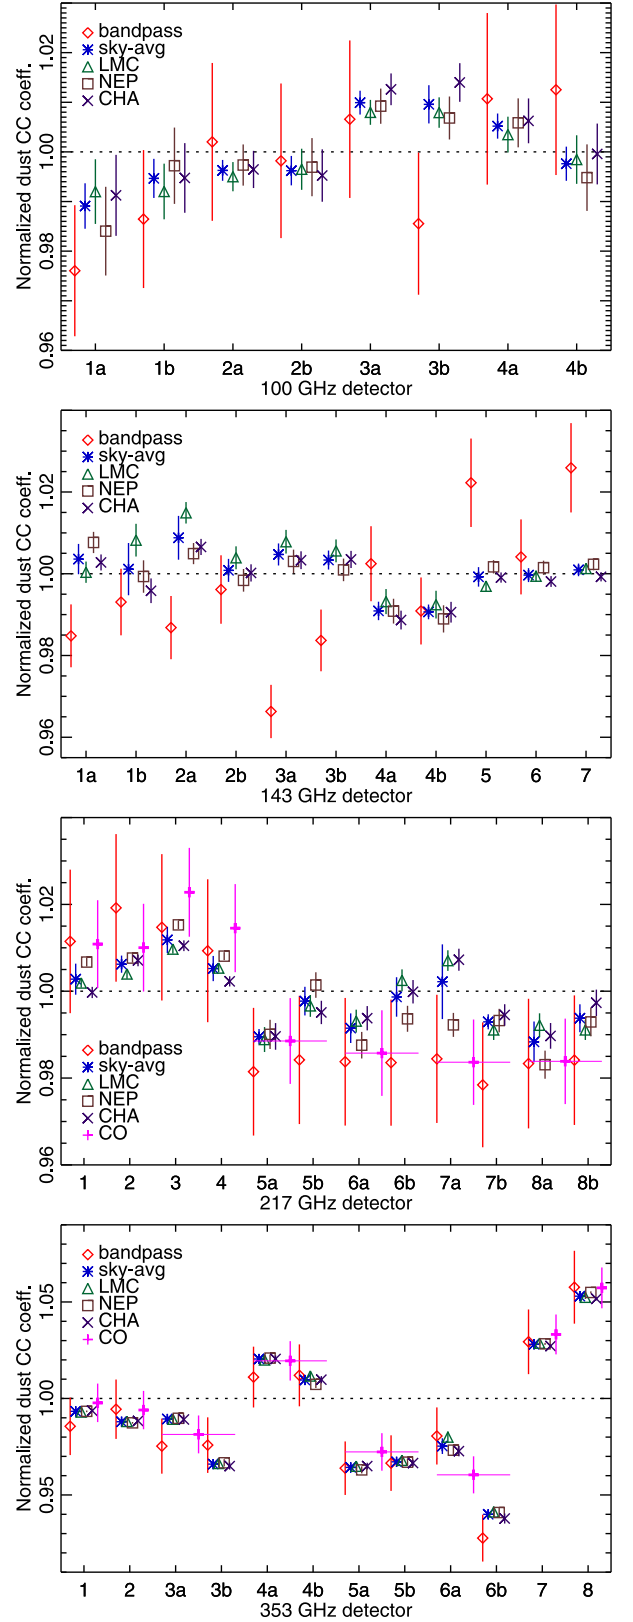 Normalized dust CC coeff.
1.02
1.00
0.98
0.96
bandpass
sky-avg
LMC
NEP
CHA
1a 1b 2a 2b 3a 3b 4a 4b
100 GHz detector
Normalized dust CC coeff.
1.02
1.00
0.98
0.96
bandpass
sky-avg
LMC
NEP
CHA
1a 1b 2a 2b 3a 3b 4a 4b 5 6 7
143 GHz detector
Normalized dust CC coeff.
1.02
1.00
0.98
0.96
bandpass
sky-avg
LMC
NEP
CHA
CO
1 2 3 4 5a 5b 6a 6b 7a 7b 8a 8b
217 GHz detector
Normalized dust CC coeff.
1.05
1.00
0.95
bandpass
sky-avg
LMC
NEP
CHA
CO
1 2 3a 3b 4a 4b 5a 5b 6a 6b 7 8
353 GHz detector